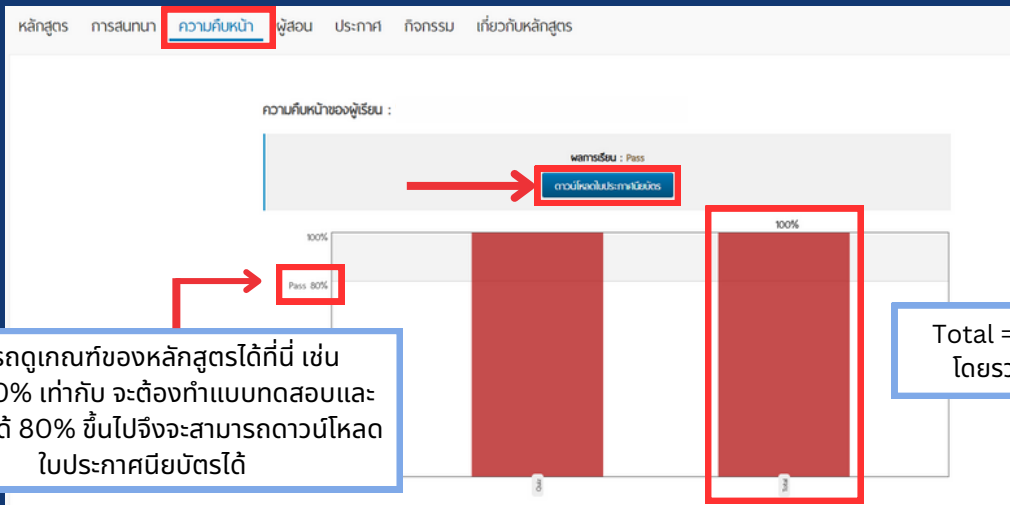 หลักสูตร การสนทนา ความคืบหน้า ผู้สอน ประกาศ กิจกรรม เกี่ยวกับหลักสูตร
ความคืบหน้าของผู้เรียน :
ผลการเรียน : Pass
ดาวน์โหลดใบประกาศนียบัตร
100%
100%
Pass 80%
รถดูเกณฑ์ของหลักสูตรได้ที่นี่ เช่น
0% เท่ากับ จะต้องทำแบบทดสอบและ
ด้ 80% ขึ้นไปจึงจะสามารถดาวน์โหลด
ใบประกาศนียบัตรได้
Total =
โดยรว
Quiz
Total